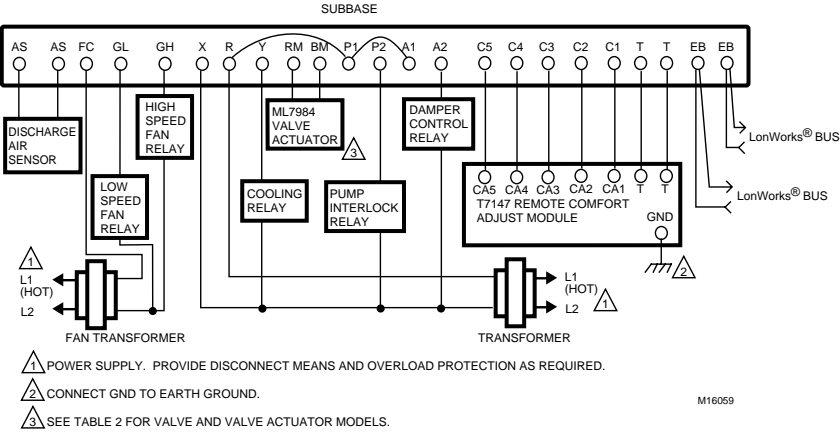 SUBBASE
AS AS FC GL GH X R Y RM BM P1 P2 A1 A2 C5 C4 C3 C2 C1 T T EB EB
DISCHARGE
AIR
SENSOR
LOW
SPEED
FAN
RELAY
HIGH
SPEED
FAN
RELAY
COOLING
RELAY
ML7984
VALVE
ACTUATOR
3
PUMP
INTERLOCK
RELAY
DAMPER
CONTROL
RELAY
CA5 CA4 CA3 CA2 CA1 T T
T7147 REMOTE COMFORT
ADJUST MODULE
GND
2
LonWorks® BUS
LonWorks® BUS
1
L1
(HOT)
L2
FAN TRANSFORMER
L1
(HOT)
L2
1
TRANSFORMER
1 POWER SUPPLY. PROVIDE DISCONNECT MEANS AND OVERLOAD PROTECTION AS REQUIRED.
2 CONNECT GND TO EARTH GROUND.
3 SEE TABLE 2 FOR VALVE AND VALVE ACTUATOR MODELS.
M16059